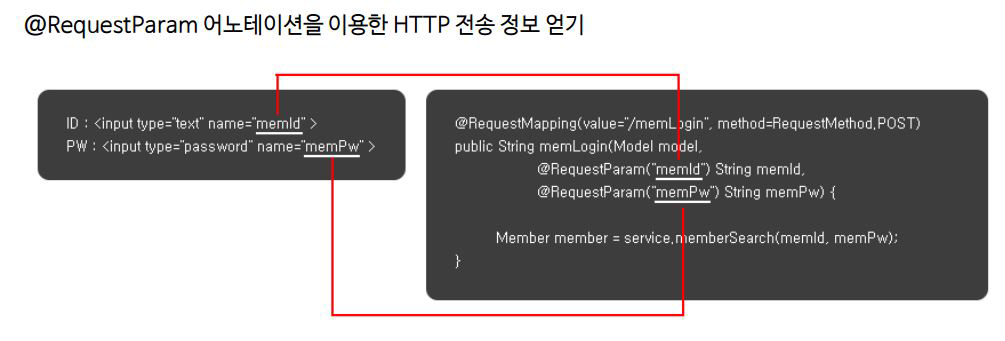 @RequestParam 어노테이션을 이용한 HTTP 전송 정보 얻기
ID : <input type="text" name="memId" >
PW : <input type="password" name="memPw" >
@RequestMapping(value="/memLogin", method=RequestMethod.POST)
public String memLogin(Model model,
@RequestParam("memId") String memId,
@RequestParam("memPw") String memPw) {
Member member = service.memberSearch(memId, memPw);
}